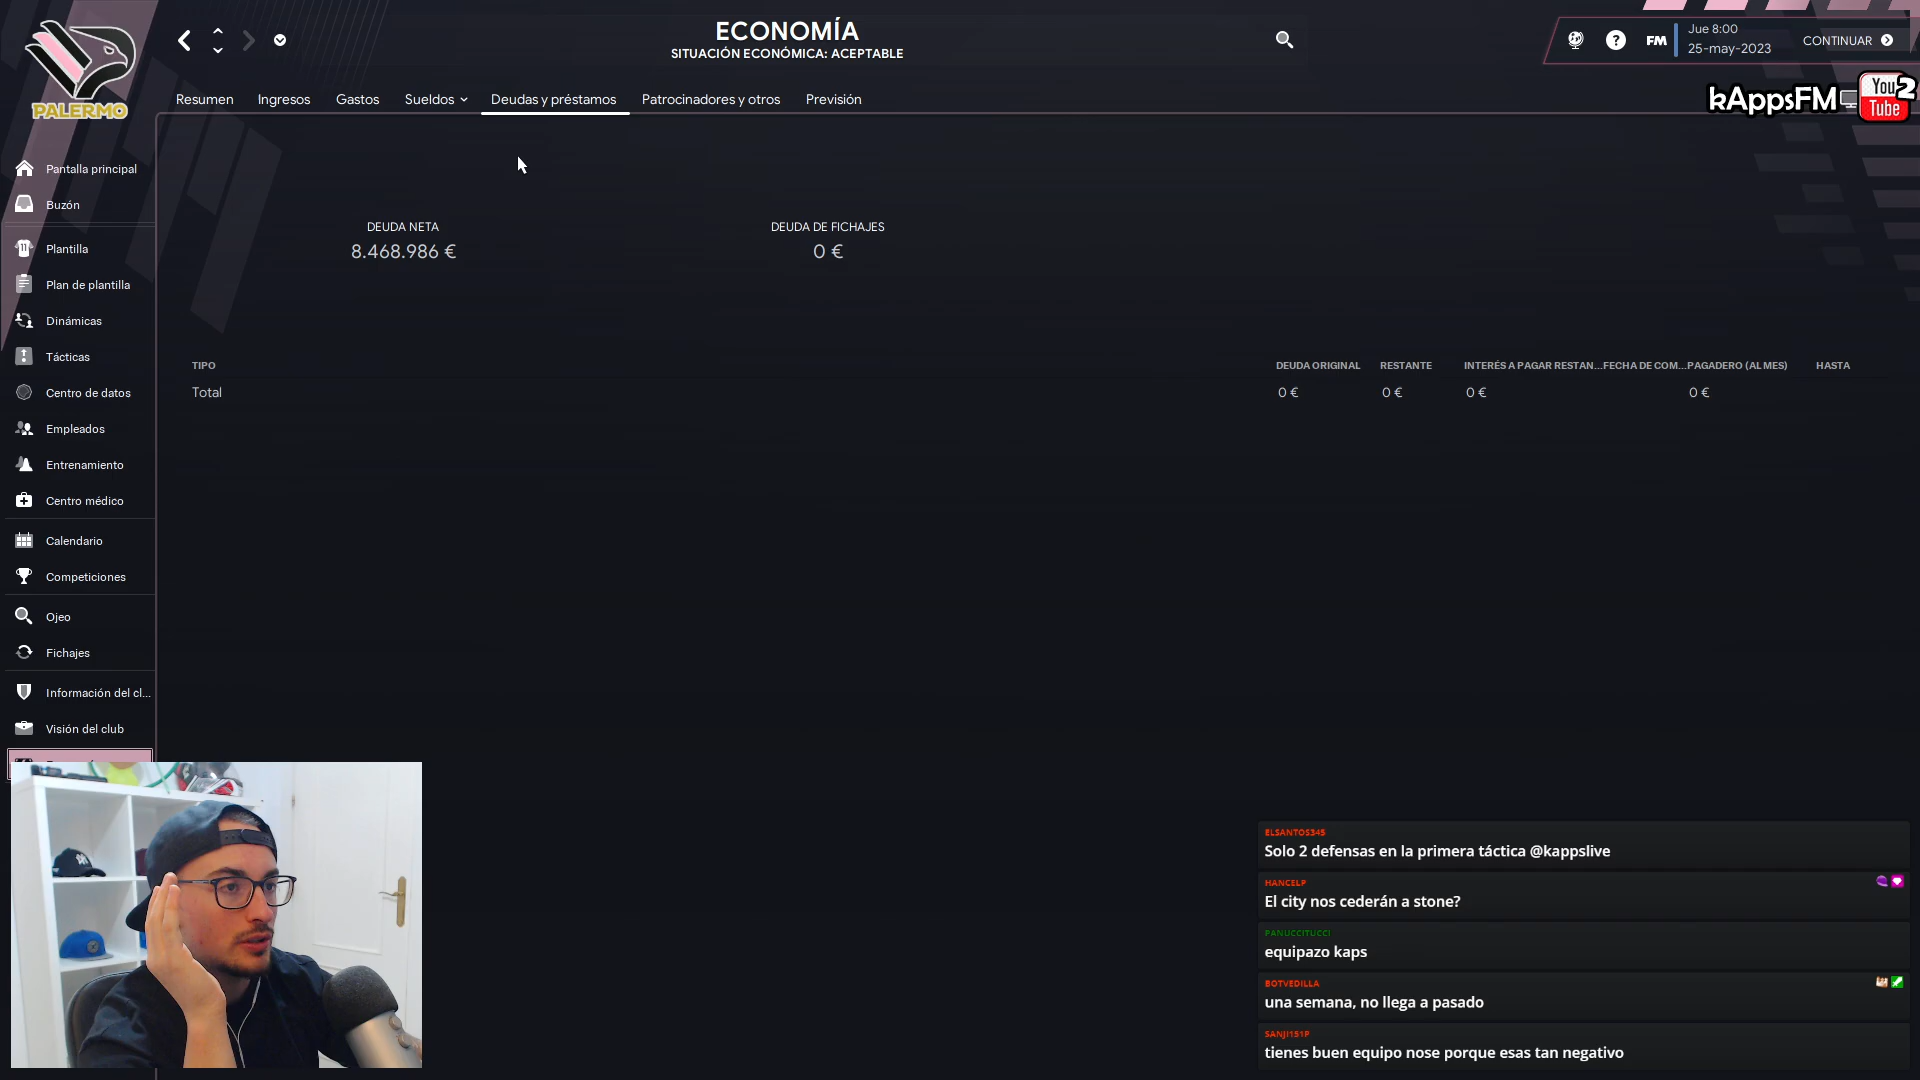 PALERMO
ECONOMÍA
SITUACIÓN ECONÓMICA: ACEPTABLE
FM
Jue 8:00
25-may-2023
CONTINUAR
kAppsFM
You2
Tube
Resumen
Ingresos
Gastos
Sueldos
Deudas y préstamos
Patrocinadores y otros
Previsión
Pantalla principal
Buzón
Plantilla
Plan de plantilla
Dinámicas
Tácticas
Centro de datos
Empleados
Entrenamiento
Centro médico
Calendario
Competiciones
Ojeo
Fichajes
Información del cl...
Visión del club
DEUDA NETA
8.468.986 €
DEUDA DE FICHAJES
0 €
TIPO
DEUDA ORIGINAL
RESTANTE
INTERÉS A PAGAR RESTAN...
FECHA DE COM...
PAGADERO (AL MES)
HASTA
Total
0 €
0 €
0 €
0 €
ELSANTOS345
Solo 2 defensas en la primera táctica @kappslive
HANCELP
El city nos cederán a stone?
PANUCCITUCCI
equipazo kaps
BOTVEDILLA
una semana, no llega a pasado
SANJI151P
tienes buen equipo nose porque esas tan negativo